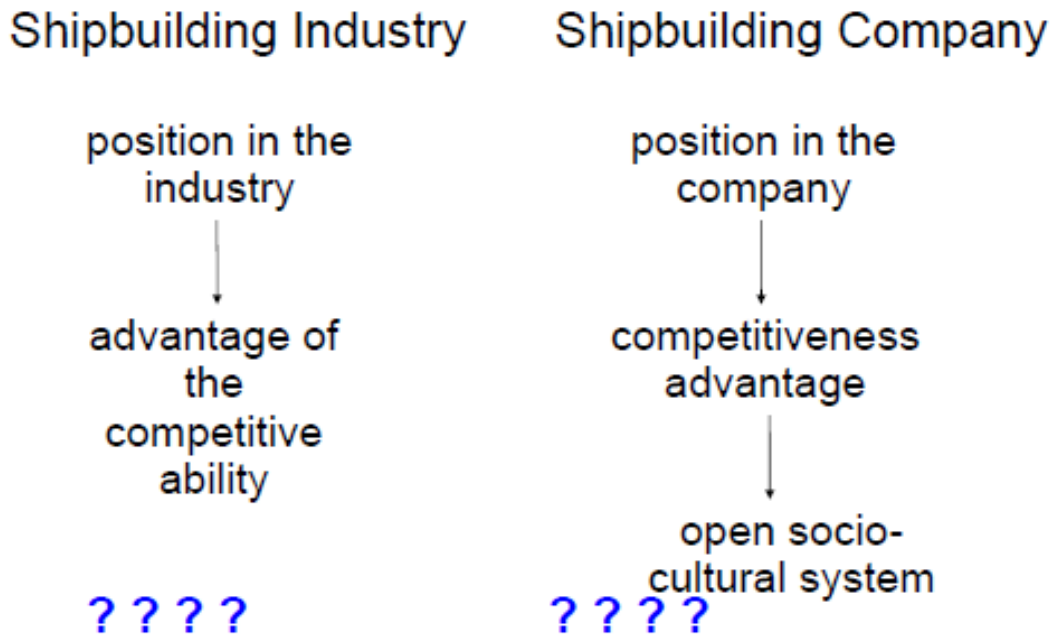 Shipbuilding Industry
position in the
industry
advantage of
the
competitive
ability
? ? ? ?
Shipbuilding Company
position in the
company
competitiveness
advantage
open socio-
cultural system
? ? ? ?